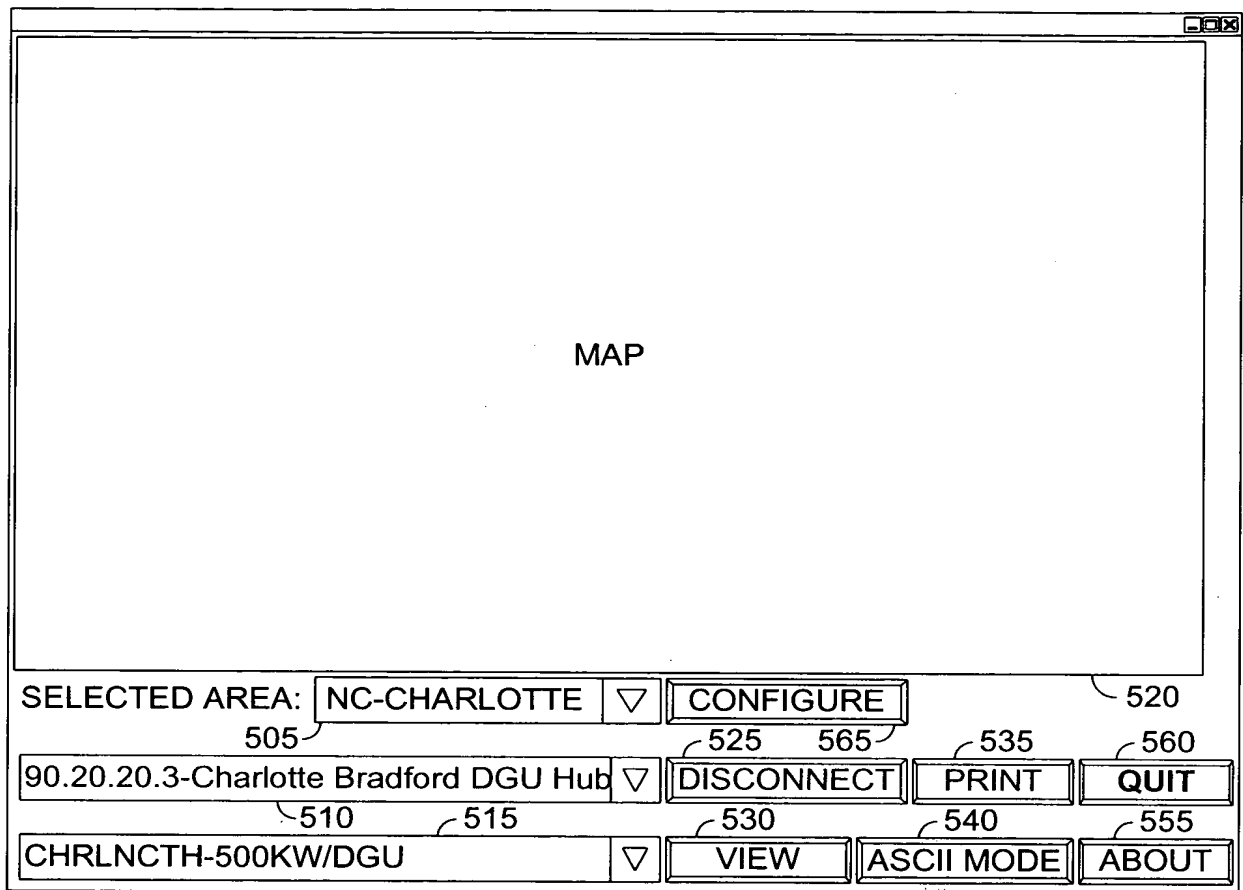 MAP
520
SELECTED AREA: NC-CHARLOTTE CONFIGURE
505 525 565 535 560
90.20.20.3-Charlotte Bradford DGU Hub DISCONNECT PRINT QUIT
510 515 530 540 555
CHRLNCTH-500KW/DGU VIEW ASCII MODE ABOUT